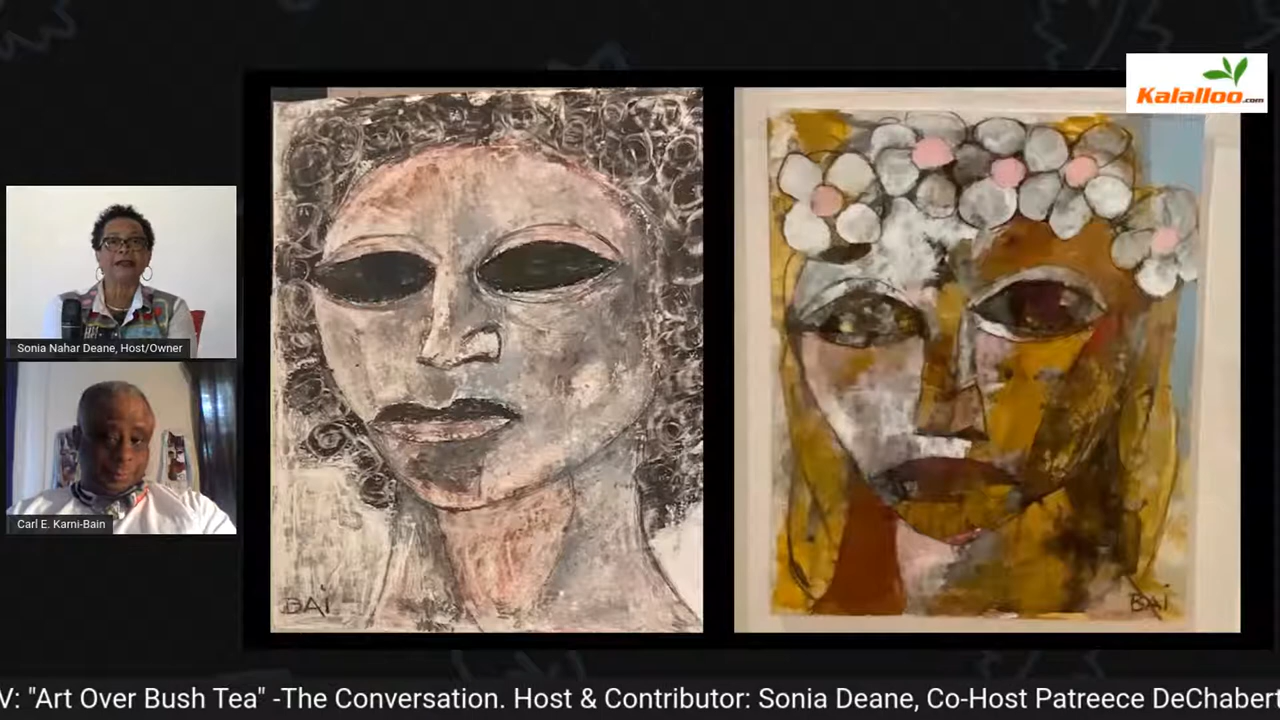 Kalalloo.com
Sonia Nahar Deane, Host/Owner
Carl E. Karni-Bain
BAi
BAi
V: "Art Over Bush Tea" -The Conversation. Host & Contributor: Sonia Deane, Co-Host Patreece DeChabert